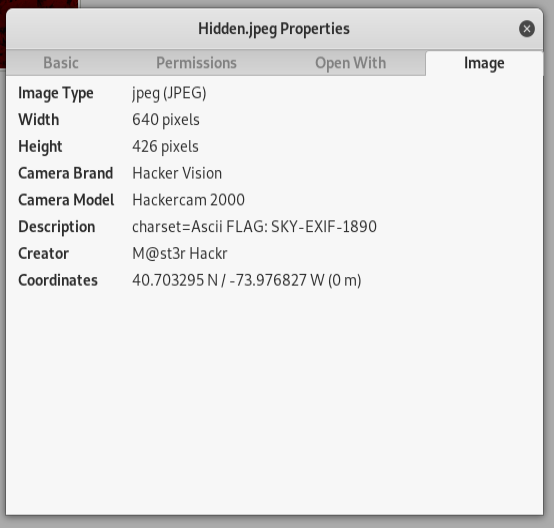 Hidden.jpeg Properties
Basic Permissions Open With Image
Image Type jpeg (JPEG)
Width 640 pixels
Height 426 pixels
Camera Brand Hacker Vision
Camera Model Hackercam 2000
Description charset=Ascii FLAG: SKY-EXIF-1890
Creator M@st3r Hackr
Coordinates 40.703295 N / -73.976827 W (0 m)